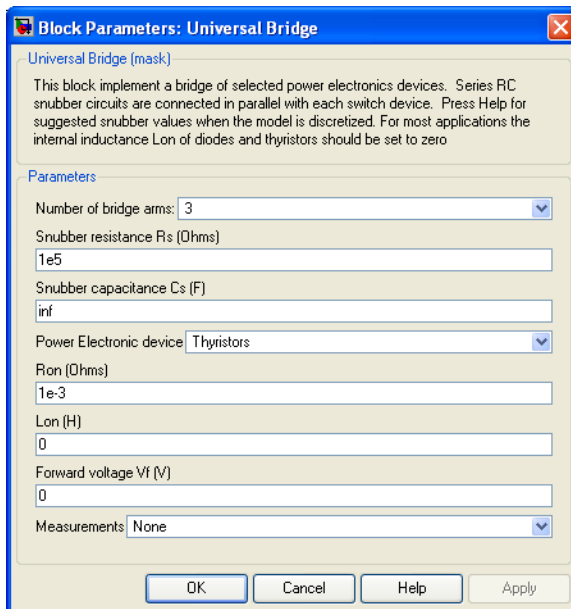 Block Parameters: Universal Bridge
Universal Bridge (mask)
This block implement a bridge of selected power electronics devices. Series RC
snubber circuits are connected in parallel with each switch device. Press Help for
suggested snubber values when the model is discretized. For most applications the
internal inductance Lon of diodes and thyristors should be set to zero
Parameters
Number of bridge arms: 3
Snubber resistance Rs (Ohms)
1e5
Snubber capacitance Cs (F)
inf
Power Electronic device Thyristors
Ron (Ohms)
1e-3
Lon (H)
0
Forward voltage Vf (V)
0
Measurements None
OK Cancel Help Apply